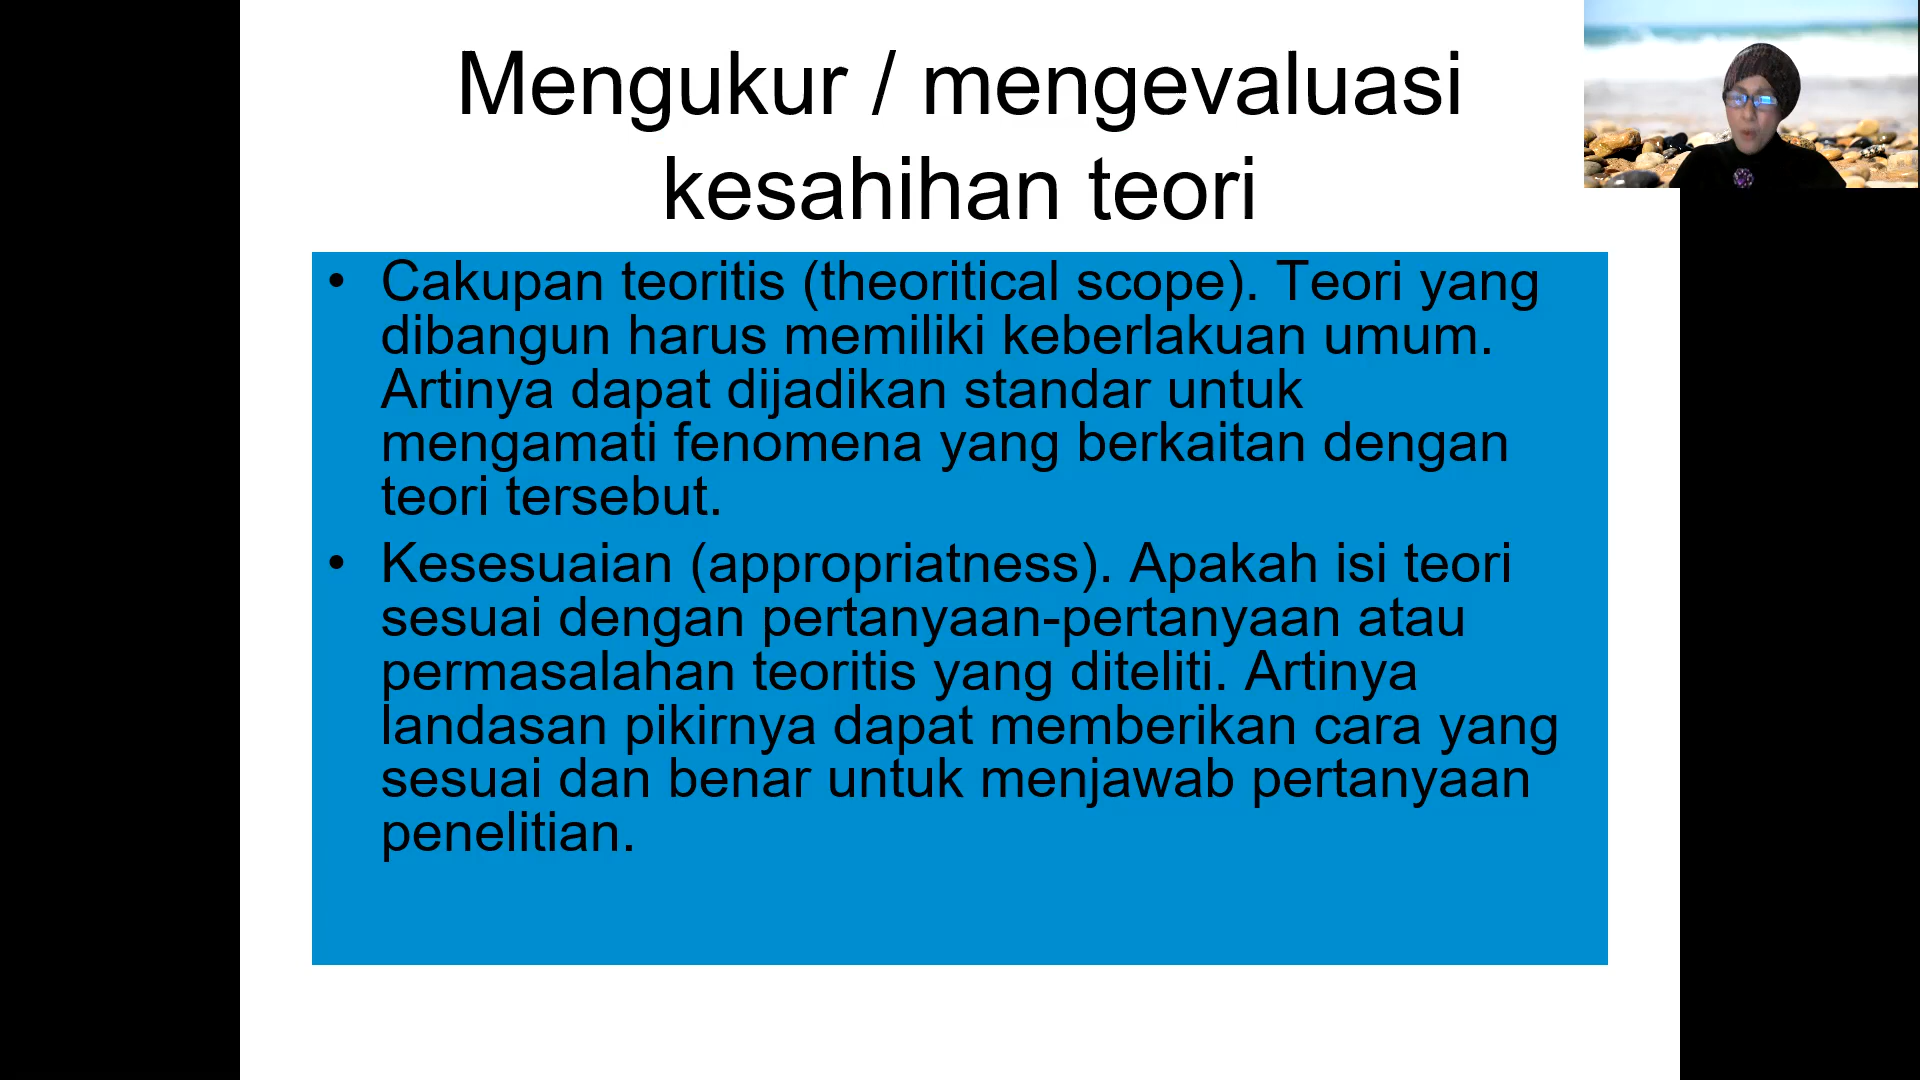 Mengukur / mengevaluasi
kesahihan teori
• Cakupan teoritis (theoritical scope). Teori yang
dibangun harus memiliki keberlakuan umum.
Artinya dapat dijadikan standar untuk
mengamati fenomena yang berkaitan dengan
teori tersebut.
• Kesesuaian (appropriatness). Apakah isi teori
sesuai dengan pertanyaan-pertanyaan atau
permasalahan teoritis yang diteliti. Artinya
landasan pikirnya dapat memberikan cara yang
sesuai dan benar untuk menjawab pertanyaan
penelitian.